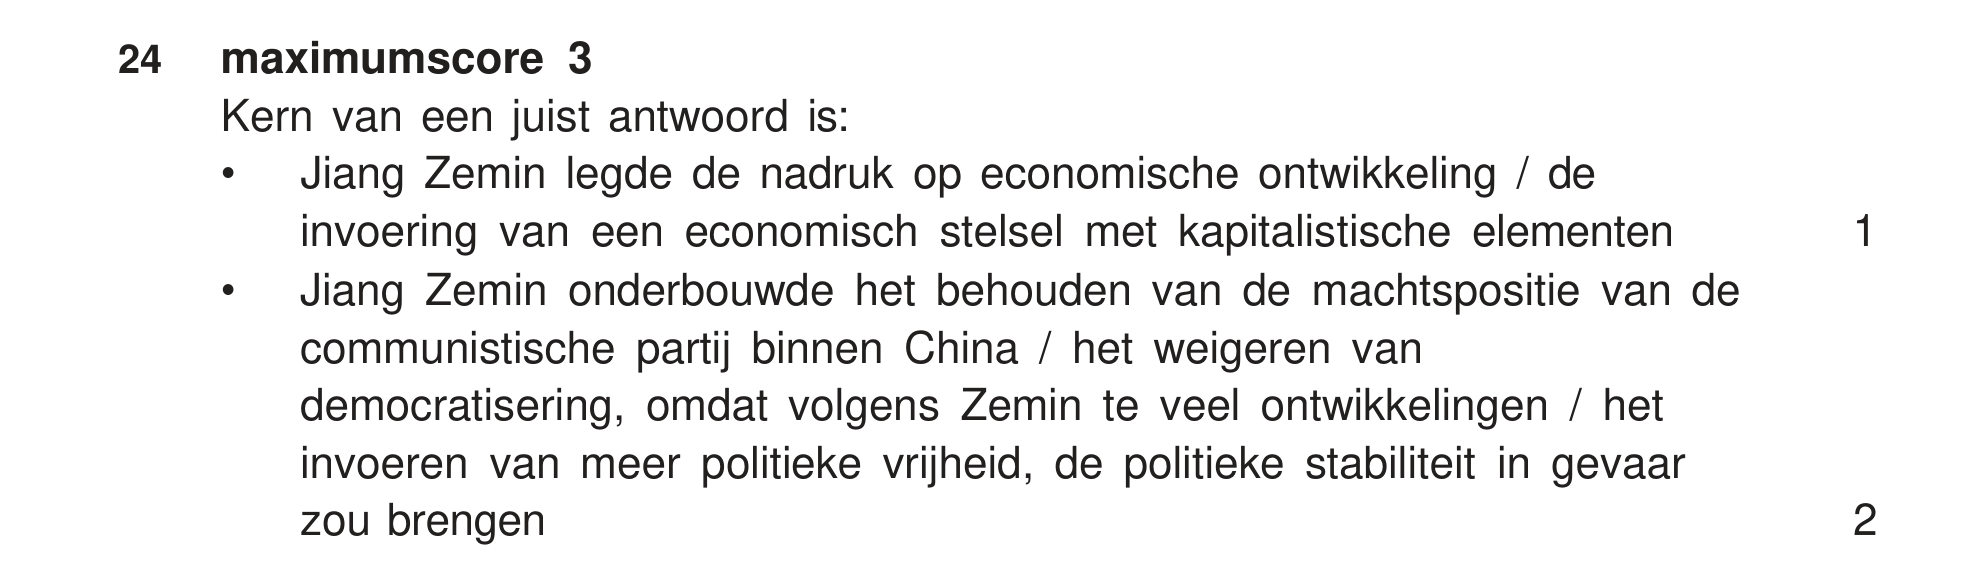 24 maximumscore 3
Kern van een juist antwoord is:
• Jiang Zemin legde de nadruk op economische ontwikkeling / de
invoering van een economisch stelsel met kapitalistische elementen 1
• Jiang Zemin onderbouwde het behouden van de machtspositie van de
communistische partij binnen China / het weigeren van
democratisering, omdat volgens Zemin te veel ontwikkelingen / het
invoeren van meer politieke vrijheid, de politieke stabiliteit in gevaar
zou brengen 2